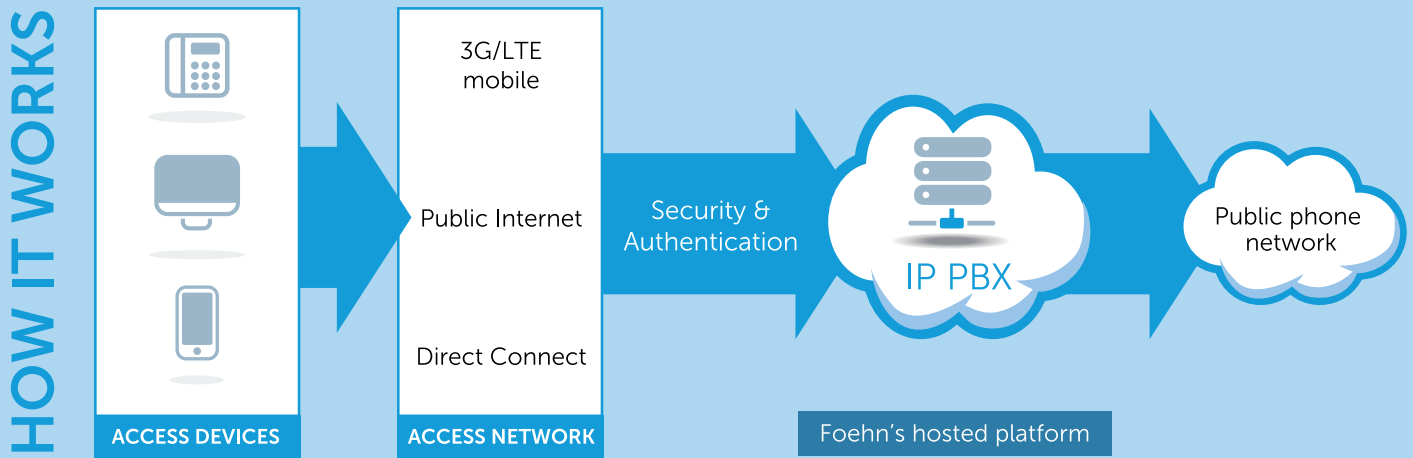 HOW IT WORKS
ACCESS DEVICES
3G/LTE
mobile
Public Internet
Direct Connect
ACCESS NETWORK
Security &
Authentication
IP PBX
Foehn's hosted platform
Public phone
network